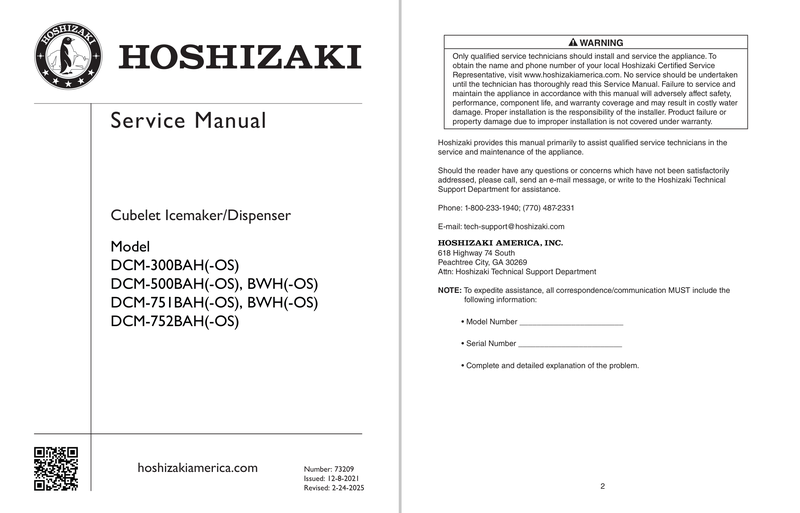 HOSHIZAKI
HOSHIZAKI
Service Manual
Cubelet Icemaker/Dispenser
Model
DCM-300BAH(-OS)
DCM-500BAH(-OS), BWH(-OS)
DCM-751BAH(-OS), BWH(-OS)
DCM-752BAH(-OS)
hoshizakiamerica.com
Number: 73209
Issued: 12-8-2021
Revised: 2-24-2025
WARNING
Only qualified service technicians should install and service the appliance. To
obtain the name and phone number of your local Hoshizaki Certified Service
Representative, visit www.hoshizakiamerica.com. No service should be undertaken
until the technician has thoroughly read this Service Manual. Failure to service and
maintain the appliance in accordance with this manual will adversely affect safety,
performance, component life, and warranty coverage and may result in costly water
damage. Proper installation is the responsibility of the installer. Product failure or
property damage due to improper installation is not covered under warranty.
Hoshizaki provides this manual primarily to assist qualified service technicians in the
service and maintenance of the appliance.
Should the reader have any questions or concerns which have not been satisfactorily
addressed, please call, send an e-mail message, or write to the Hoshizaki Technical
Support Department for assistance.
Phone: 1-800-233-1940; (770) 487-2331
E-mail: tech-support@hoshizaki.com
HOSHIZAKI AMERICA, INC.
618 Highway 74 South
Peachtree City, GA 30269
Attn: Hoshizaki Technical Support Department
NOTE: To expedite assistance, all correspondence/communication MUST include the
following information:
• Model Number ________________________
• Serial Number ________________________
• Complete and detailed explanation of the problem.
2